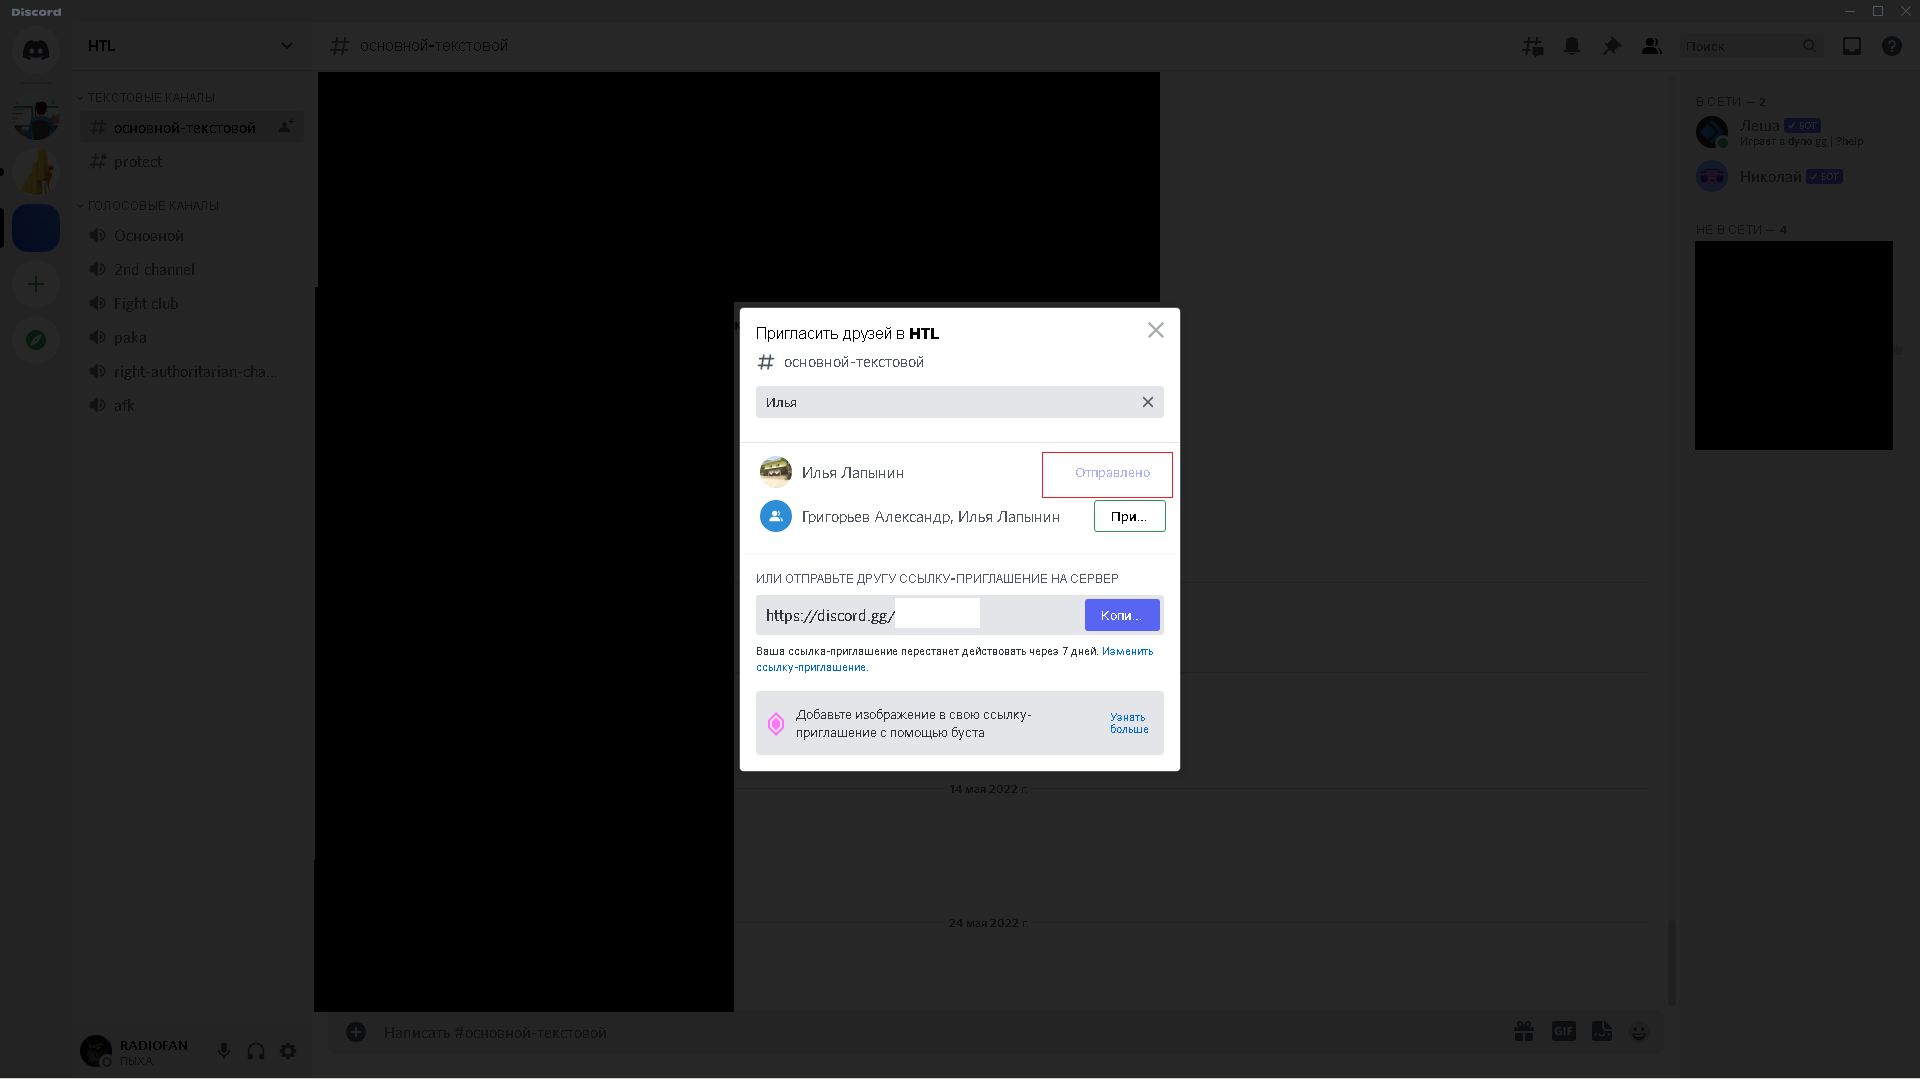 Discord
HTL
основной-текстовой
Поиск
ТЕКСТОВЫЕ КАНАЛЫ
основной-текстовой
protect
ГОЛОСОВЫЕ КАНАЛЫ
Основной
2nd channel
Fight club
paka
right-authoritarian-cha...
afk
В СЕТИ — 2
Леша ✓ БОТ
Играет в dyno.gg | ?help
Николай ✓ БОТ
НЕ В СЕТИ — 4
Пригласить друзей в HTL
основной-текстовой
Илья
Илья Лапынин
Отправлено
Григорьев Александр, Илья Лапынин
При...
ИЛИ ОТПРАВЬТЕ ДРУГУ ССЫЛКУ-ПРИГЛАШЕНИЕ НА СЕРВЕР
https://discord.gg/
Копи...
Ваша ссылка-приглашение перестанет действовать через 7 дней. Изменить
ссылку-приглашение.
Добавьте изображение в свою ссылку-
приглашение с помощью буста
Узнать
больше
14 мая 2022 г.
24 мая 2022 г.
Написать #основной-текстовой
GIF
RADIOFAN
ПЫХА